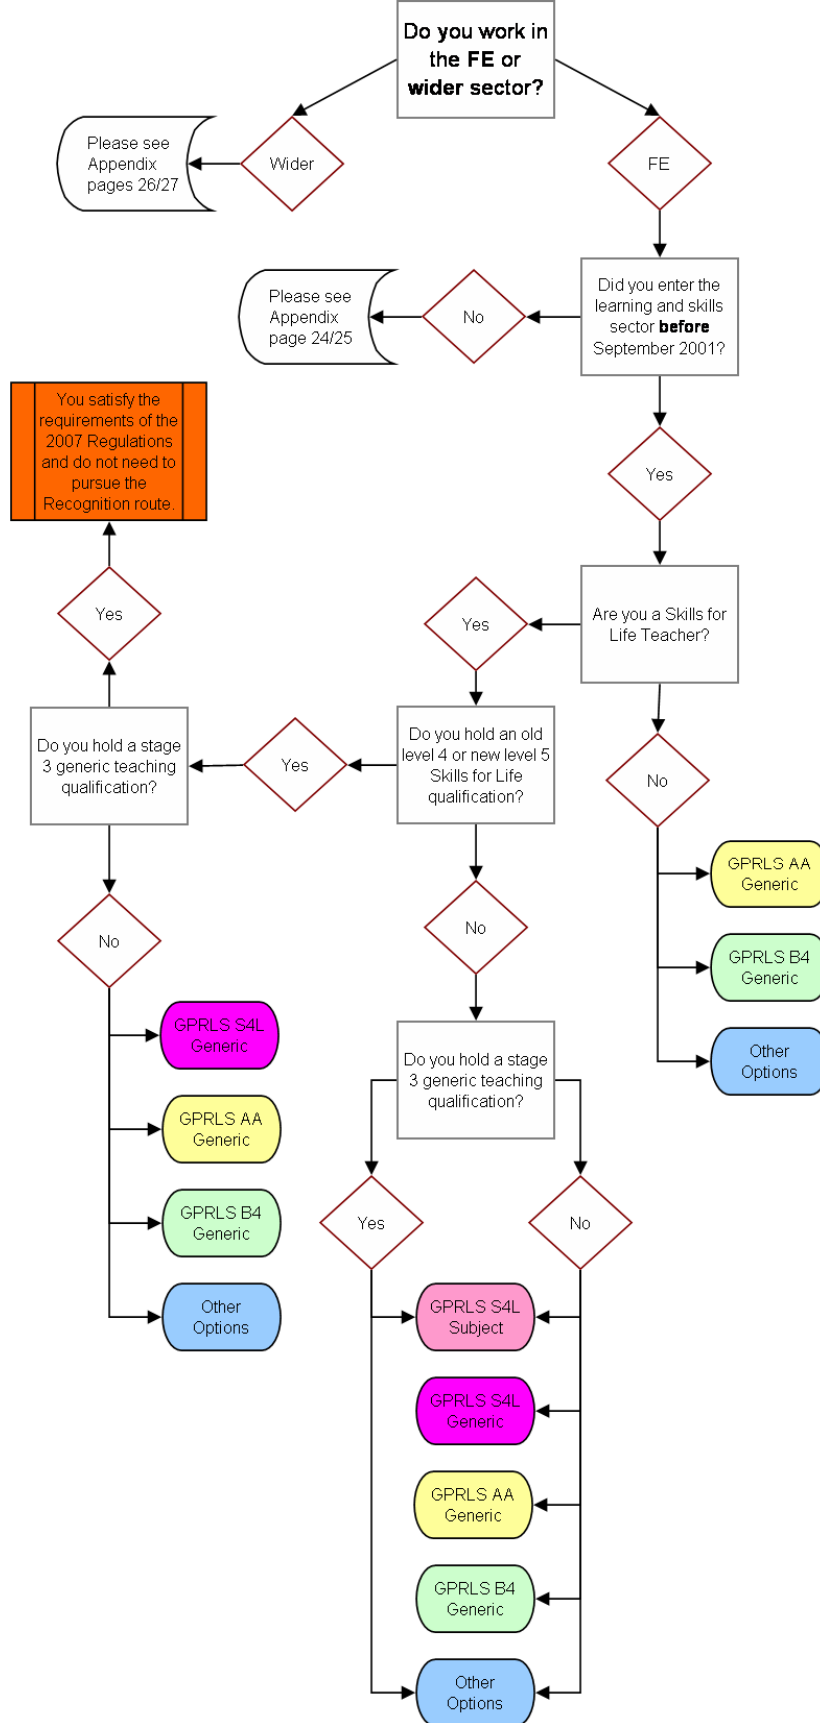 Do you work in
the FE or
wider sector?
Please see
Appendix
pages 26/27
Wider
FE
Please see
Appendix
page 24/25
No
Did you enter the
learning and skills
sector before
September 2001?
You satisfy the
requirements of the
2007 Regulations
and do not need to
pursue the
Recognition route.
Yes
Yes
Yes
Are you a Skills for
Life Teacher?
Do you hold a stage
3 generic teaching
qualification?
Yes
Do you hold an old
level 4 or new level 5
Skills for Life
qualification?
No
GPRLS AA
Generic
GPRLS B4
Generic
Other
Options
No
No
GPRLS S4L
Generic
GPRLS AA
Generic
GPRLS B4
Generic
Other
Options
Do you hold a stage
3 generic teaching
qualification?
Yes
No
GPRLS S4L
Subject
GPRLS S4L
Generic
GPRLS AA
Generic
GPRLS B4
Generic
Other
Options